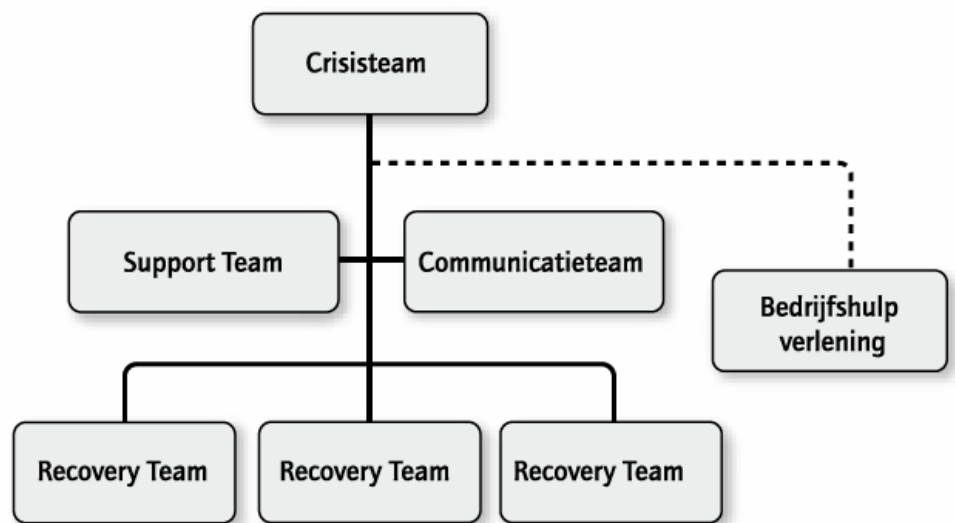 Crisisteam
Support Team
Communicatieteam
Bedrijfshulp
verlening
Recovery Team
Recovery Team
Recovery Team